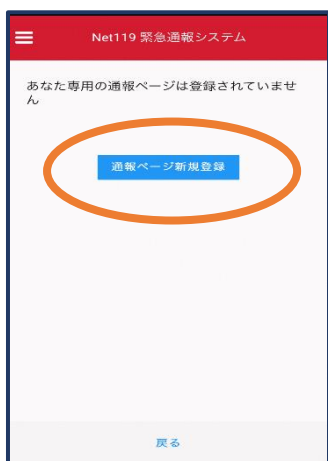 Net119 緊急通報システム
あなた専用の通報ページは登録されていませ
ん
通報ページ新規登録
戻る